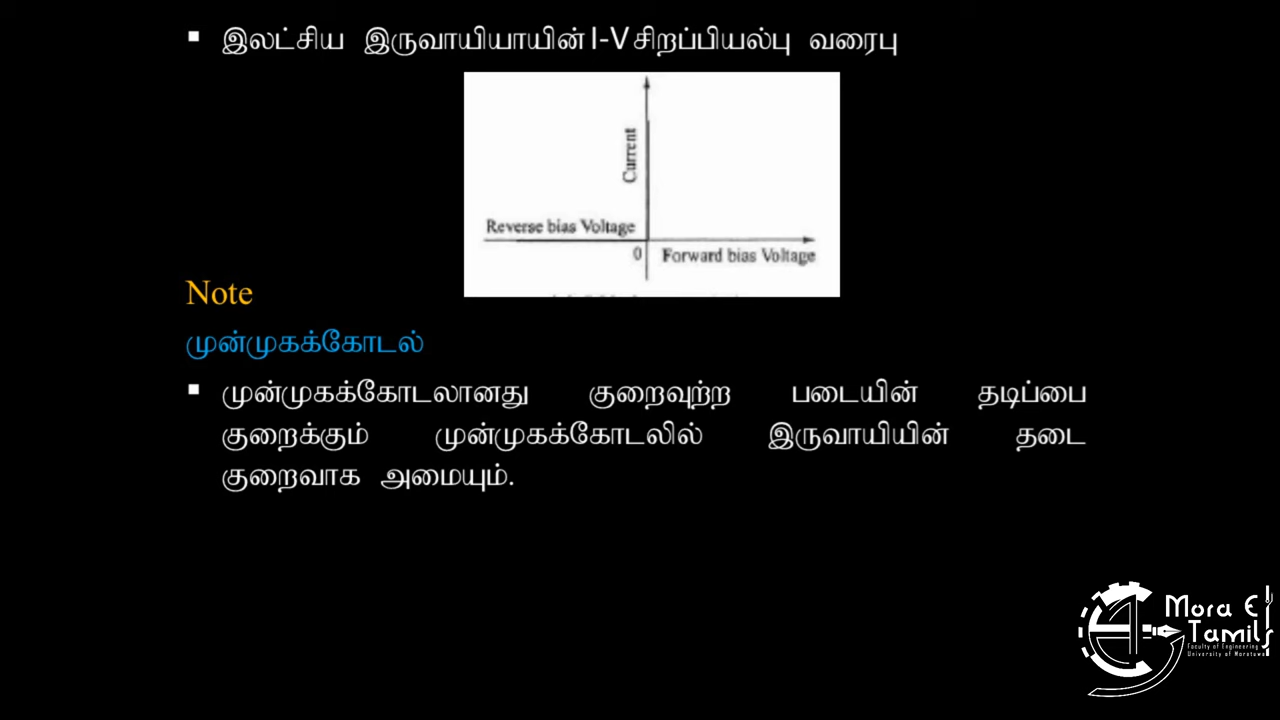 இலட்சிய இருவாயியாயின் I-V சிறப்பியல்பு வரைபு
Current
Reverse bias Voltage
0
Forward bias Voltage
Note
முன்முகக்கோடல்
முன்முகக்கோடலானது குறைவுற்ற படையின் தடிப்பை
குறைக்கும் முன்முகக்கோடலில் இருவாயியின் தடை
குறைவாக அமையும்.
Mora E
Tamils
Faculty of Engineering
University of Moratuwa